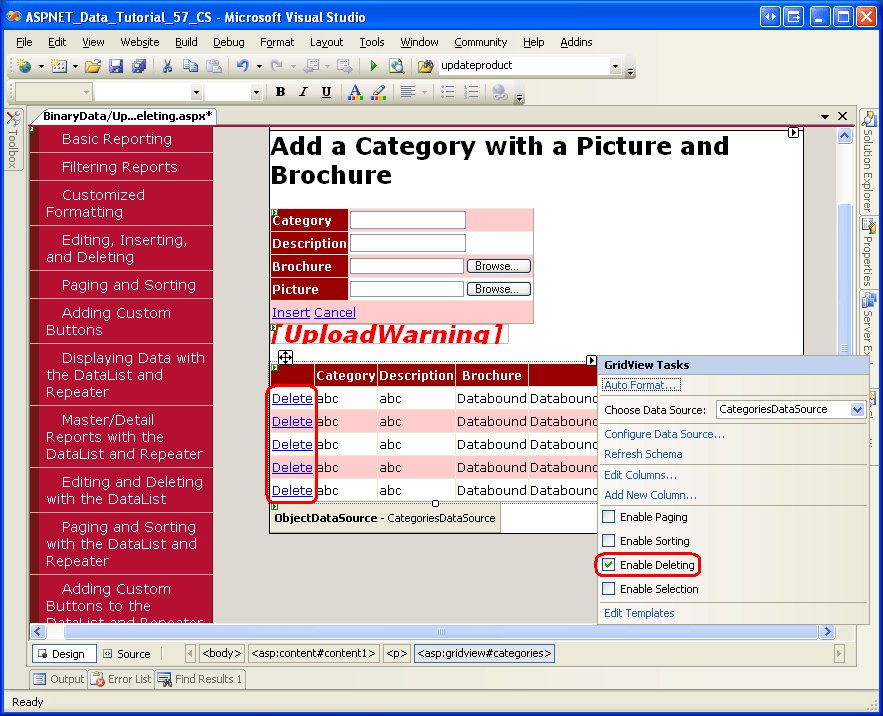 ASPNET_Data_Tutorial_57_CS - Microsoft Visual Studio
File Edit View Website Build Debug Format Layout Tools Window Community Help Addins
updateproduct
B I U A
BinaryData/Up...eleting.aspx*
Toolbox
Basic Reporting
Filtering Reports
Customized
Formatting
Editing, Inserting,
and Deleting
Paging and Sorting
Adding Custom
Buttons
Displaying Data with
the DataList and
Repeater
Master/Detail
Reports with the
DataList and Repeater
Editing and Deleting
with the DataList
Paging and Sorting
with the DataList and
Repeater
Adding Custom
Buttons to the
DataList and Repeater
Add a Category with a Picture and
Brochure
Category
Description
Brochure Browse...
Picture Browse...
Insert Cancel
[UploadWarning]
Category Description Brochure
Delete abc abc Databound Databound
Delete abc abc Databound Databound
Delete abc abc Databound Databound
Delete abc abc Databound Databound
Delete abc abc Databound Databound
ObjectDataSource - CategoriesDataSource
GridView Tasks
Auto Format...
Choose Data Source: CategoriesDataSource
Configure Data Source...
Refresh Schema
Edit Columns...
Add New Column...
Enable Paging
Enable Sorting
Enable Deleting
Enable Selection
Edit Templates
Solution Explorer
Properties
Server Ex
Design Source <body> <asp:content#content1> <p> <asp:gridview#categories>
Output Error List Find Results 1
Ready